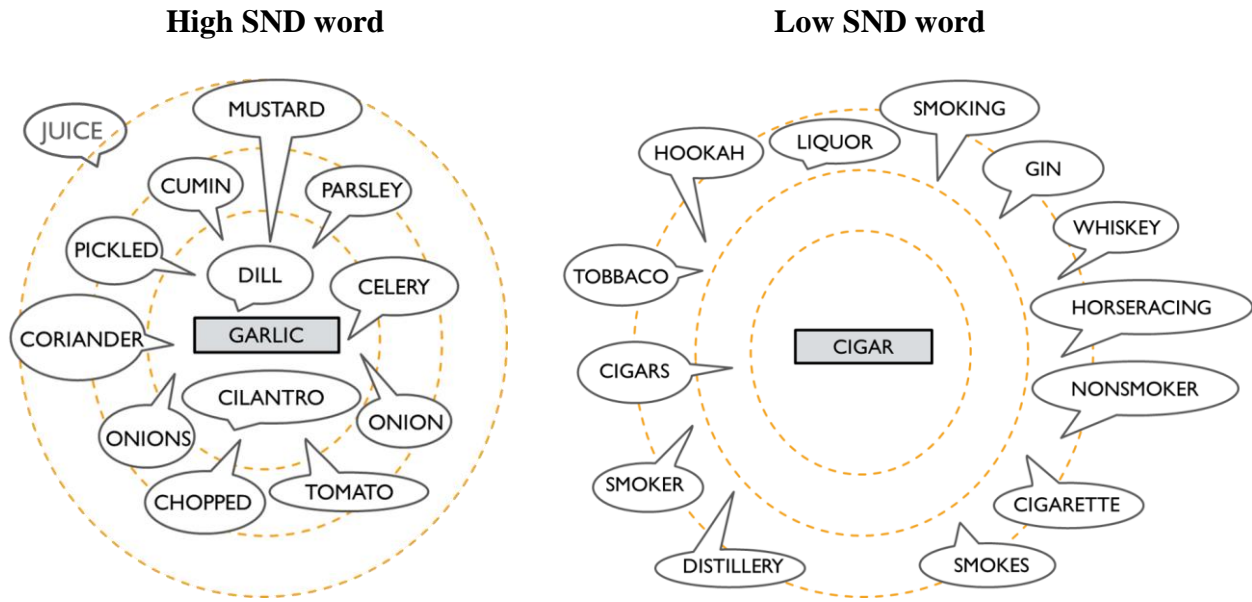 High SND word
JUICE
MUSTARD
CUMIN
PARSLEY
PICKLED
DILL
CELERY
CORIANDER
GARLIC
CILANTRO
ONIONS
ONION
CHOPPED
TOMATO
Low SND word
SMOKING
HOOKAH
LIQUOR
GIN
WHISKEY
TOBBACO
HORSERACING
CIGAR
CIGARS
NONSMOKER
SMOKER
CIGARETTE
DISTILLERY
SMOKES